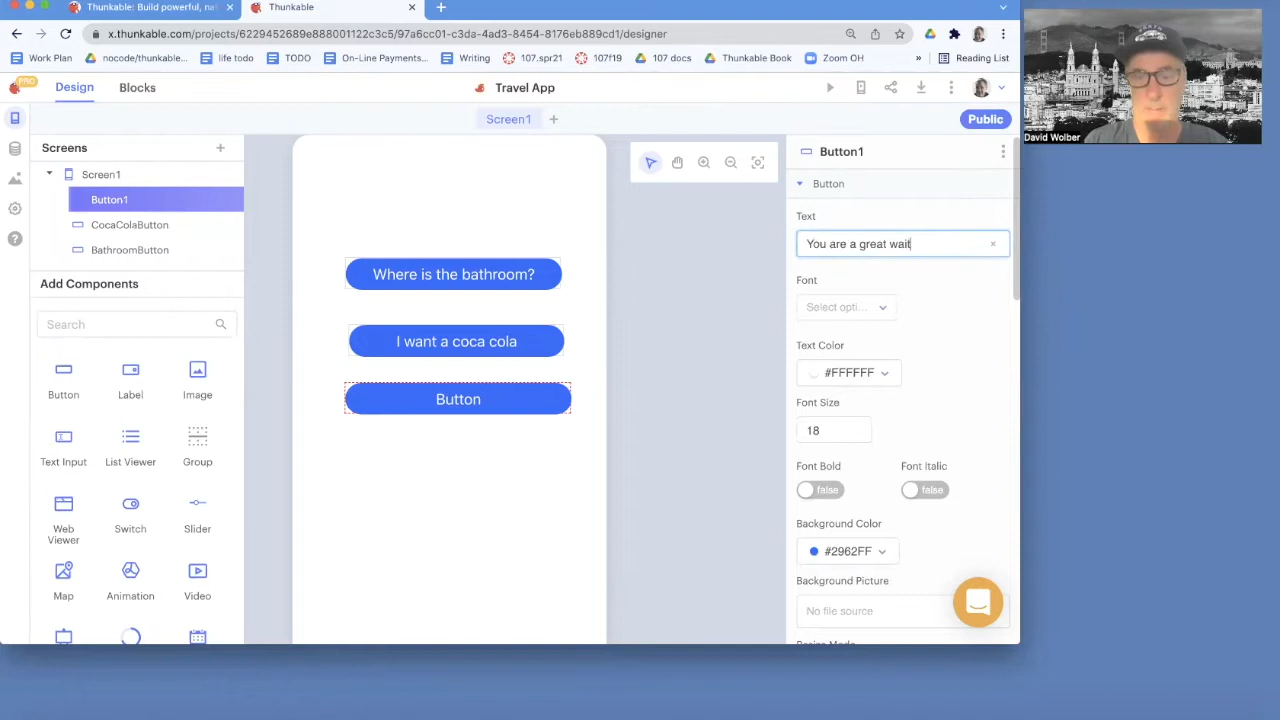 Thunkable: Build powerful, na
Thunkable
x.thunkable.com/projects/6229452689e888001122c3c5/97a6cc01-c3da-4ad3-8454-8176eb889cd1/designer
Work Plan
nocode/thunkable...
life todo
TODO
On-Line Payments...
Writing
107.spr21
107f19
107 docs
Thunkable Book
Zoom OH
»
Reading List
PRO
Design
Blocks
Travel App
Screen1
Public
Screens
Screen1
Button1
CocaColaButton
BathroomButton
Add Components
Search
Button
Label
Image
Text Input
List Viewer
Group
Web
Viewer
Switch
Slider
Map
Animation
Video
Where is the bathroom?
I want a coca cola
Button
Button1
Button
Text
You are a great wait
Font
Select opti...
Text Color
#FFFFFF
Font Size
18
Font Bold
Font Italic
false
false
Background Color
#2962FF
Background Picture
No file source
Resize Mode
David Wolber